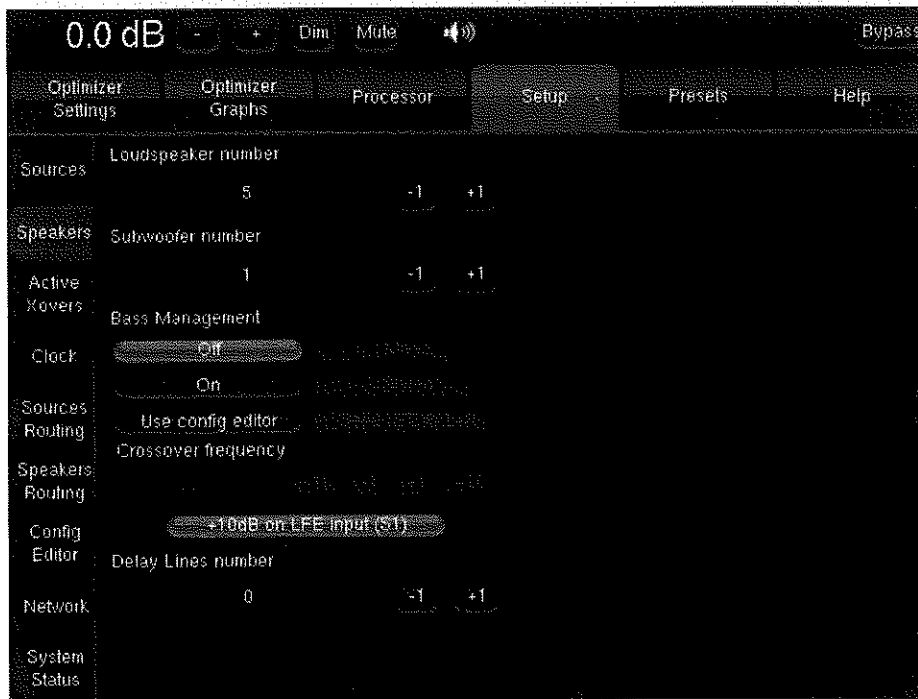 0.0 dB - + Dim Mute Bypass
Optimizer Settings
Optimizer Graphs
Processor
Setup
Presets
Help
Sources
Speakers
Active Xovers
Clock
Sources Routing
Speakers Routing
Config Editor
Network
System Status
Loudspeaker number
5 -1 +1
Subwoofer number
1 -1 +1
Bass Management
Off
On
Use config editor
Crossover frequency
+10dB on LFE input (S1)
Delay Lines number
0 -1 +1